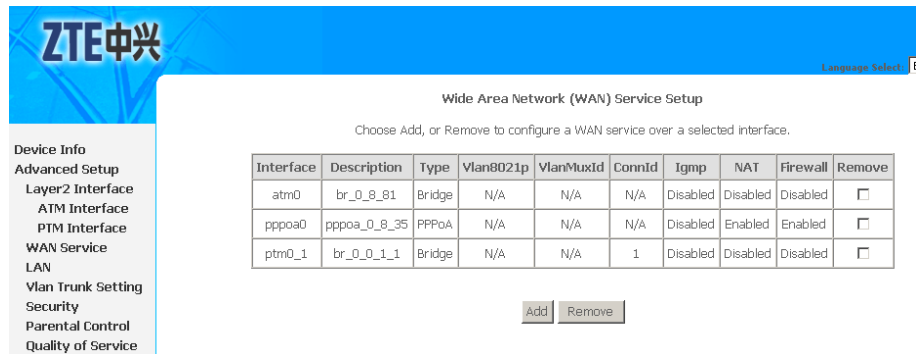 ZTE中兴
Language Select:
Wide Area Network (WAN) Service Setup
Choose Add, or Remove to configure a WAN service over a selected interface.
Device Info
Advanced Setup
Layer2 Interface
ATM Interface
PTM Interface
WAN Service
LAN
Vlan Trunk Setting
Security
Parental Control
Quality of Service
Interface Description Type Vlan8021p VlanMuxId ConnId Igmp NAT Firewall Remove
atm0 br_0_8_81 Bridge N/A N/A N/A Disabled Disabled Disabled
pppoa0 pppoa_0_8_35 PPPoA N/A N/A N/A Disabled Enabled Enabled
ptm0_1 br_0_0_1_1 Bridge N/A N/A 1 Disabled Disabled Disabled
Add Remove